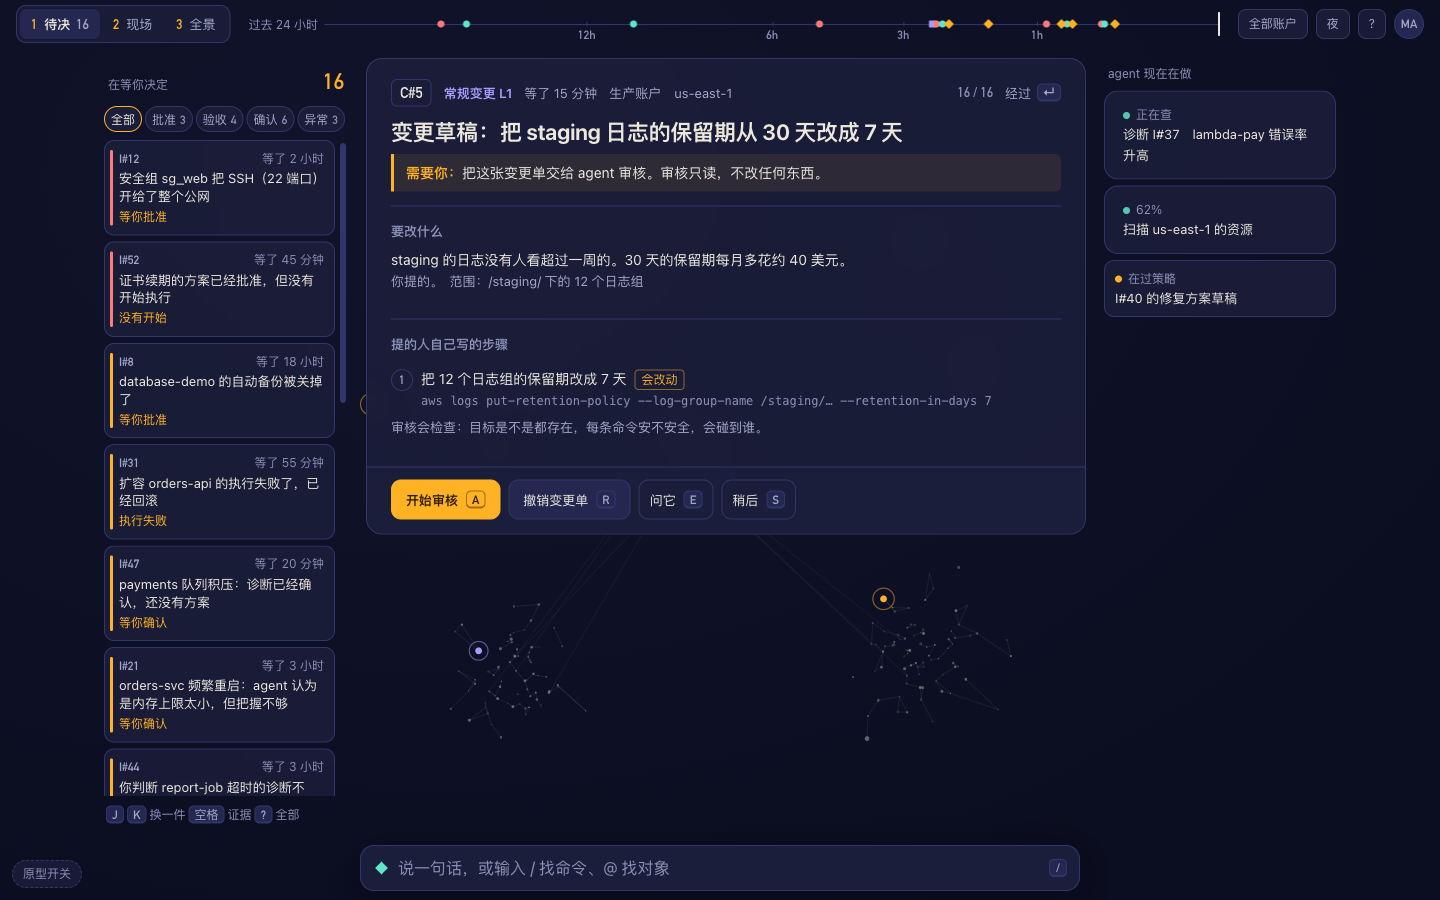 1 待决 16 2 现场 3 全景
过去 24 小时
12h 6h 3h 1h
全部账户 夜 ? MA
在等你决定 16
全部 批准 3 验收 4 确认 6 异常 3
I#12 等了 2 小时
安全组 sg_web 把 SSH（22 端口）
开给了整个公网
等你批准
I#52 等了 45 分钟
证书续期的方案已经批准，但没有
开始执行
没有开始
I#8 等了 18 小时
database-demo 的自动备份被关掉
了
等你批准
I#31 等了 55 分钟
扩容 orders-api 的执行失败了，已
经回滚
执行失败
I#47 等了 20 分钟
payments 队列积压：诊断已经确
认，还没有方案
等你确认
I#21 等了 3 小时
orders-svc 频繁重启：agent 认为
是内存上限太小，但把握不够
等你确认
I#44 等了 3 小时
你判断 report-job 超时的诊断不
J K 换一件 空格 证据 ? 全部
原型开关
C#5 常规变更 L1 等了 15 分钟 生产账户 us-east-1 16 / 16 经过 ↵
变更草稿：把 staging 日志的保留期从 30 天改成 7 天
需要你：把这张变更单交给 agent 审核。审核只读，不改任何东西。
要改什么
staging 的日志没有人看超过一周的。30 天的保留期每月多花约 40 美元。
你提的。 范围：/staging/ 下的 12 个日志组
提的人自己写的步骤
1 把 12 个日志组的保留期改成 7 天 会改动
aws logs put-retention-policy --log-group-name /staging/… --retention-in-days 7
审核会检查：目标是不是都存在，每条命令安不安全，会碰到谁。
开始审核 A 撤销变更单 R 问它 E 稍后 S
说一句话，或输入 / 找命令、@ 找对象 /
agent 现在在做
正在查
诊断 I#37 lambda-pay 错误率
升高
62%
扫描 us-east-1 的资源
在过策略
I#40 的修复方案草稿